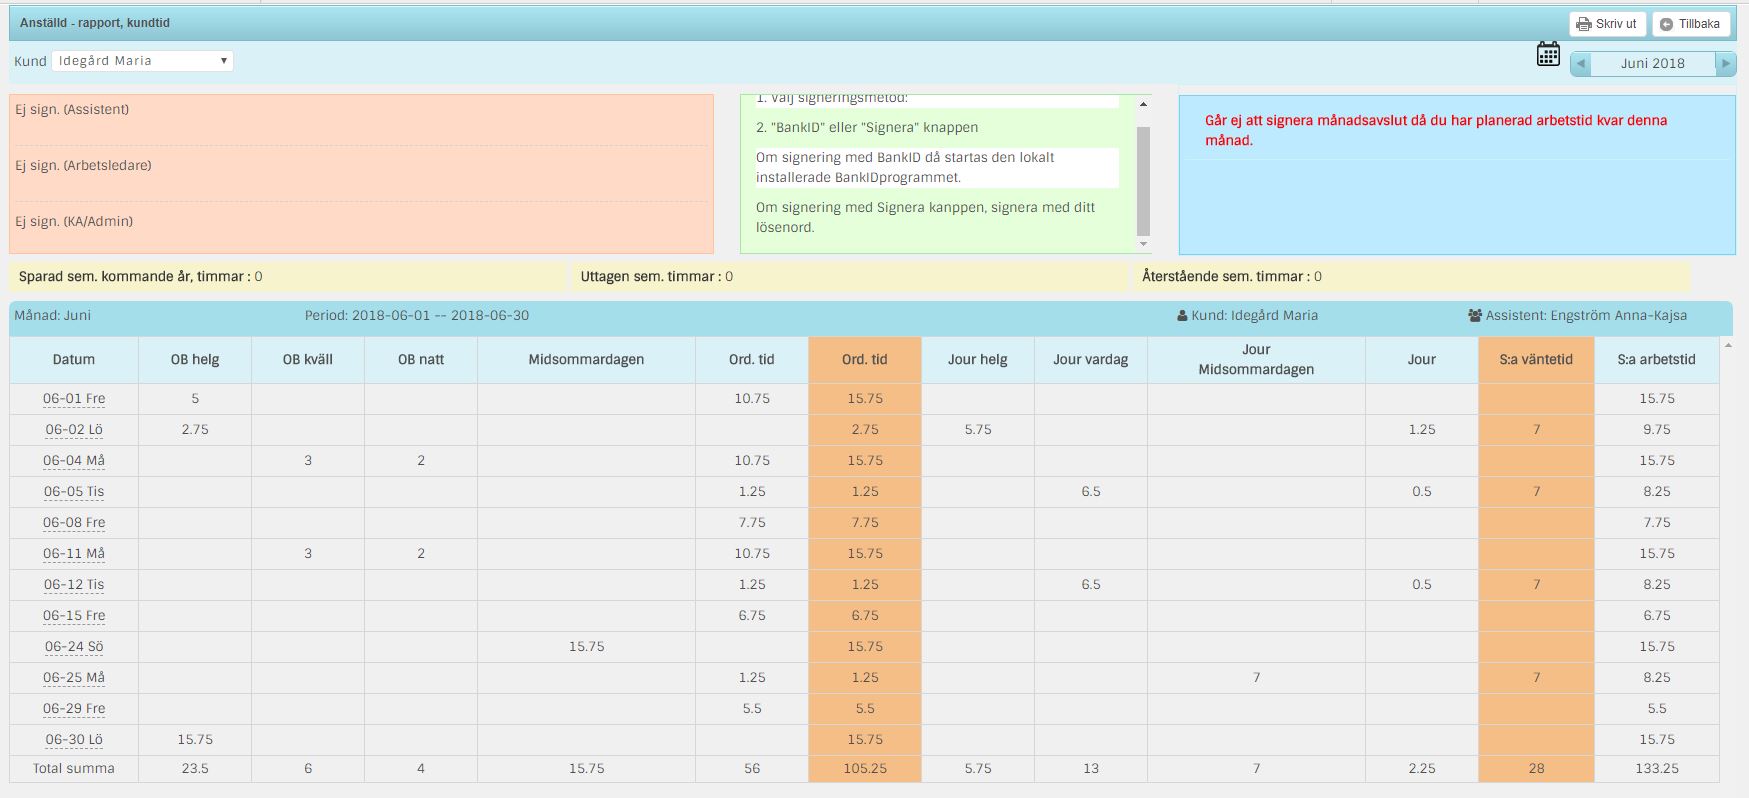 Anställd - rapport, kundtid
Skriv ut
Tillbaka
Kund Idegård Maria
Juni 2018
Ej sign. (Assistent)
Ej sign. (Arbetsledare)
Ej sign. (KA/Admin)
1. Välj signeringsmetod:
2. "BankID" eller "Signera" knappen
Om signering med BankID då startas den lokalt
installerade BankIDprogrammet.
Om signering med Signera kanppen, signera med ditt
lösenord.
Går ej att signera månadsavslut då du har planerad arbetstid kvar denna
månad.
Sparad sem. kommande år, timmar : 0
Uttagen sem. timmar : 0
Återstående sem. timmar : 0
Månad: Juni
Period: 2018-06-01 -- 2018-06-30
Kund: Idegård Maria
Assistent: Engström Anna-Kajsa
Datum OB helg OB kväll OB natt Midsommardagen Ord. tid Ord. tid Jour helg Jour vardag Jour Midsommardagen Jour S:a väntetid S:a arbetstid
06-01 Fre 5 10.75 15.75 15.75
06-02 Lö 2.75 2.75 5.75 1.25 7 9.75
06-04 Må 3 2 10.75 15.75 15.75
06-05 Tis 1.25 1.25 6.5 0.5 7 8.25
06-08 Fre 7.75 7.75 7.75
06-11 Må 3 2 10.75 15.75 15.75
06-12 Tis 1.25 1.25 6.5 0.5 7 8.25
06-15 Fre 6.75 6.75 6.75
06-24 Sö 15.75 15.75 15.75
06-25 Må 1.25 1.25 7 7 8.25
06-29 Fre 5.5 5.5 5.5
06-30 Lö 15.75 15.75 15.75
Total summa 23.5 6 4 15.75 56 105.25 5.75 13 7 2.25 28 133.25